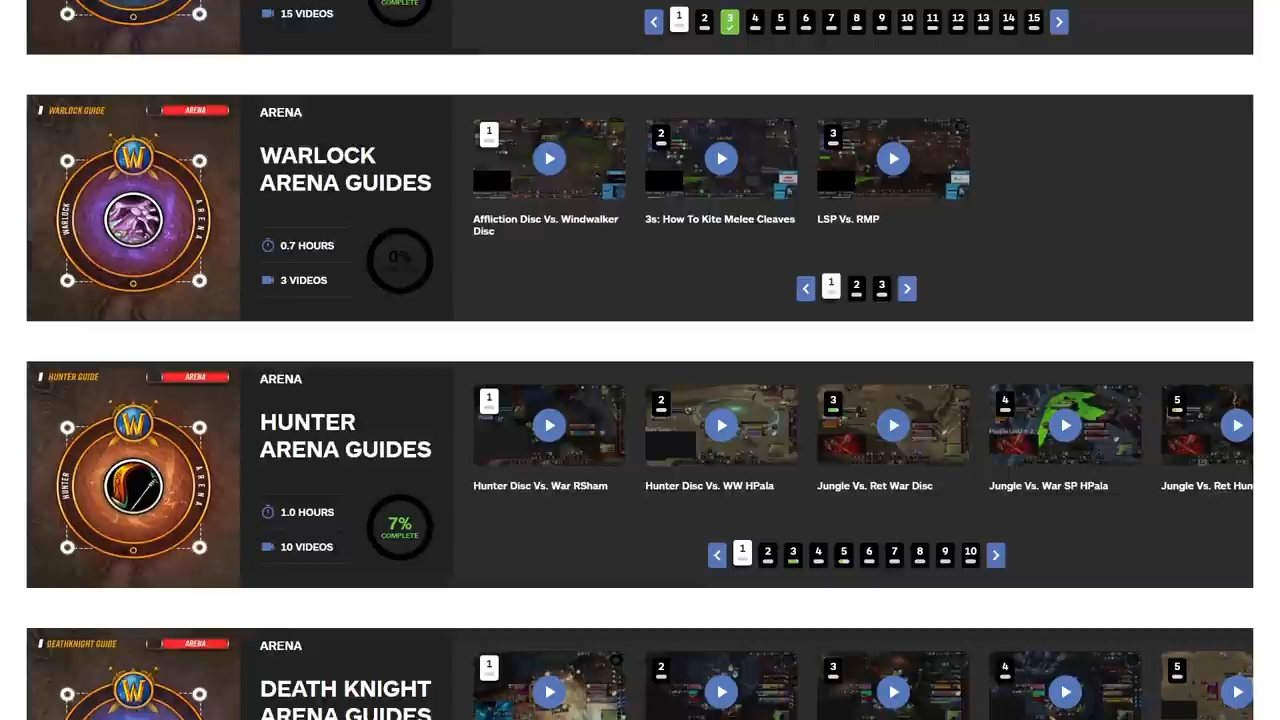 COMPLETE
15 VIDEOS
1 2 3 4 5 6 7 8 9 10 11 12 13 14 15
WARLOCK GUIDE
ARENA
WARLOCK
ARENA
ARENA
WARLOCK
ARENA GUIDES
0.7 HOURS
3 VIDEOS
0%
1
2
3
Affliction Disc Vs. Windwalker
Disc
3s: How To Kite Melee Cleaves
LSP Vs. RMP
1 2 3
HUNTER GUIDE
ARENA
HUNTER
ARENA
ARENA
HUNTER
ARENA GUIDES
1.0 HOURS
10 VIDEOS
7%
COMPLETE
1
2
3
4
5
Hunter Disc Vs. War RSham
Hunter Disc Vs. WW HPala
Jungle Vs. Ret War Disc
Jungle Vs. War SP HPala
Jungle Vs. Ret Hun
1 2 3 4 5 6 7 8 9 10
DEATHKNIGHT GUIDE
ARENA
ARENA
DEATH KNIGHT
ARENA GUIDES
1
2
3
4
5